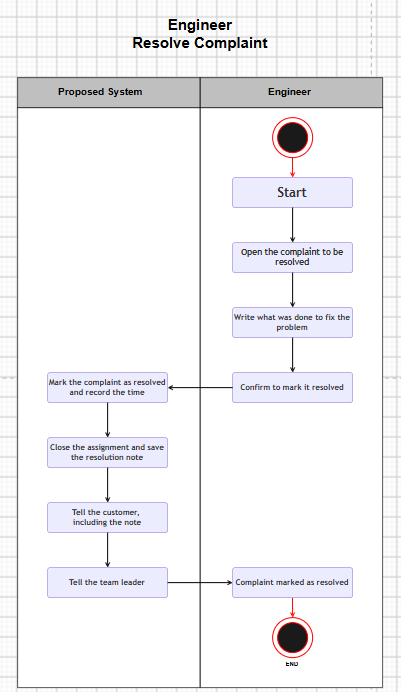 Engineer
Resolve Complaint
Proposed System
Engineer
Start
Open the complaint to be
resolved
Write what was done to fix the
problem
Confirm to mark it resolved
Mark the complaint as resolved
and record the time
Close the assignment and save
the resolution note
Tell the customer,
including the note
Tell the team leader
Complaint marked as resolved
END